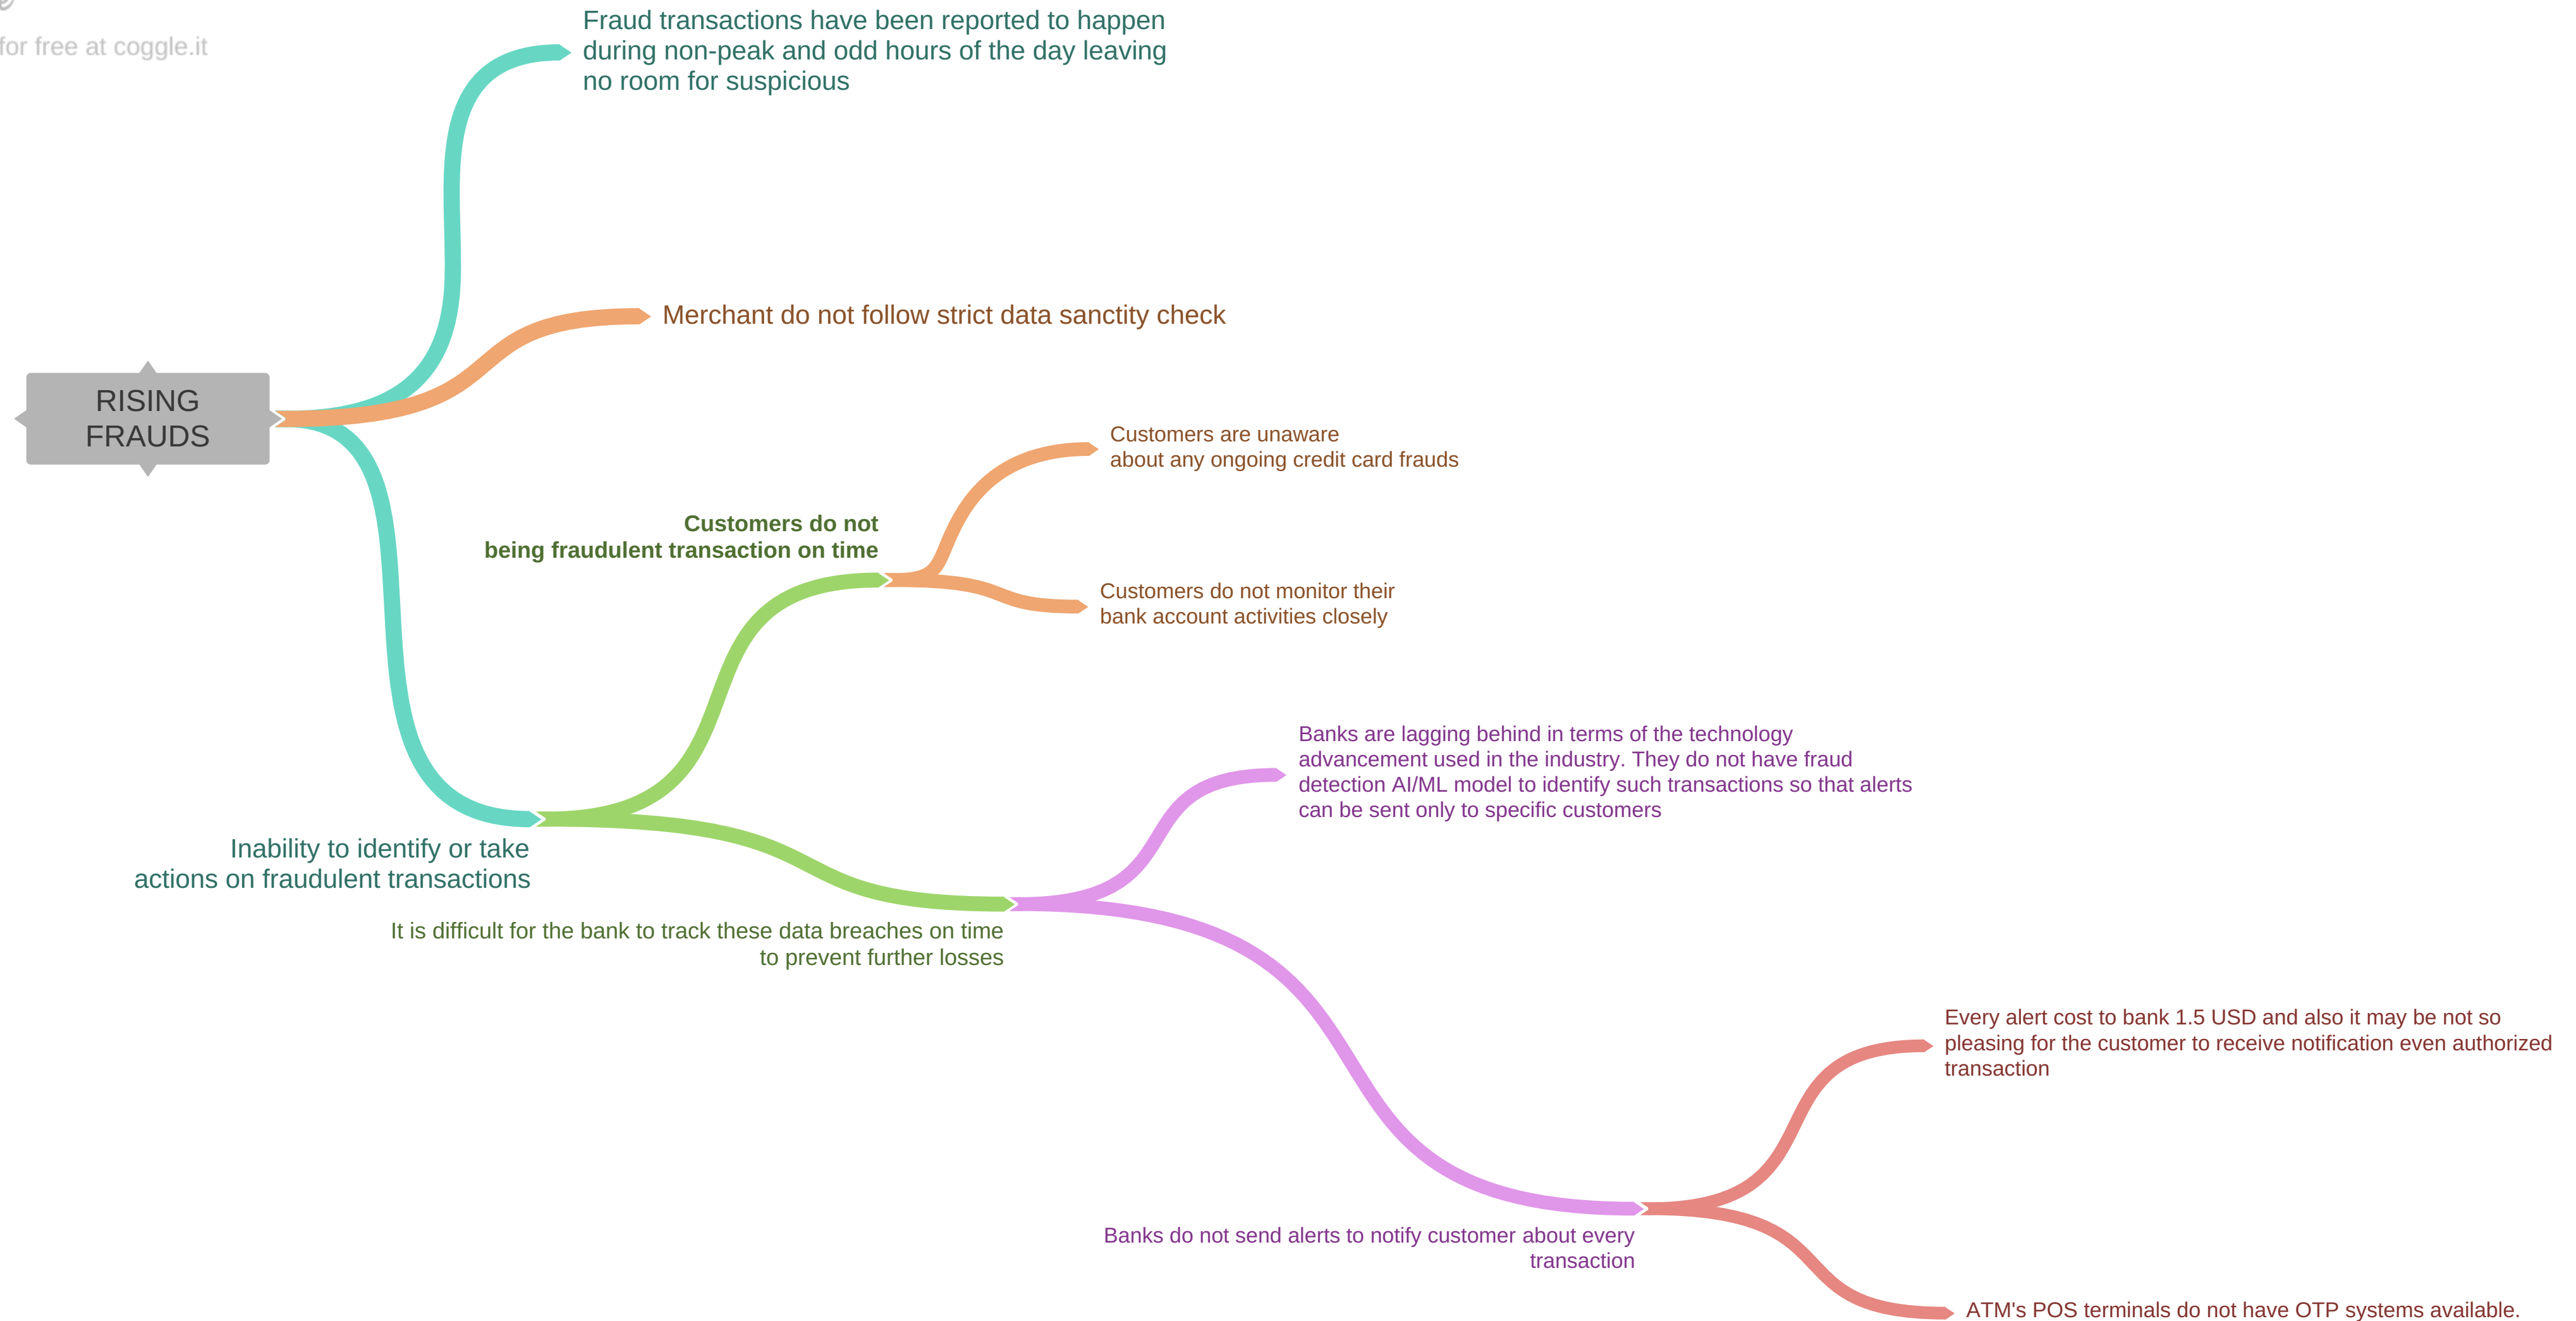 for free at coggle.it
Fraud transactions have been reported to happen
during non-peak and odd hours of the day leaving
no room for suspicious
Merchant do not follow strict data sanctity check
RISING
FRAUDS
Customers are unaware
about any ongoing credit card frauds
Customers do not
being fraudulent transaction on time
Customers do not monitor their
bank account activities closely
Banks are lagging behind in terms of the technology
advancement used in the industry. They do not have fraud
detection AI/ML model to identify such transactions so that alerts
can be sent only to specific customers
Inability to identify or take
actions on fraudulent transactions
It is difficult for the bank to track these data breaches on time
to prevent further losses
Every alert cost to bank 1.5 USD and also it may be not so
pleasing for the customer to receive notification even authorized
transaction
Banks do not send alerts to notify customer about every
transaction
ATM's POS terminals do not have OTP systems available.